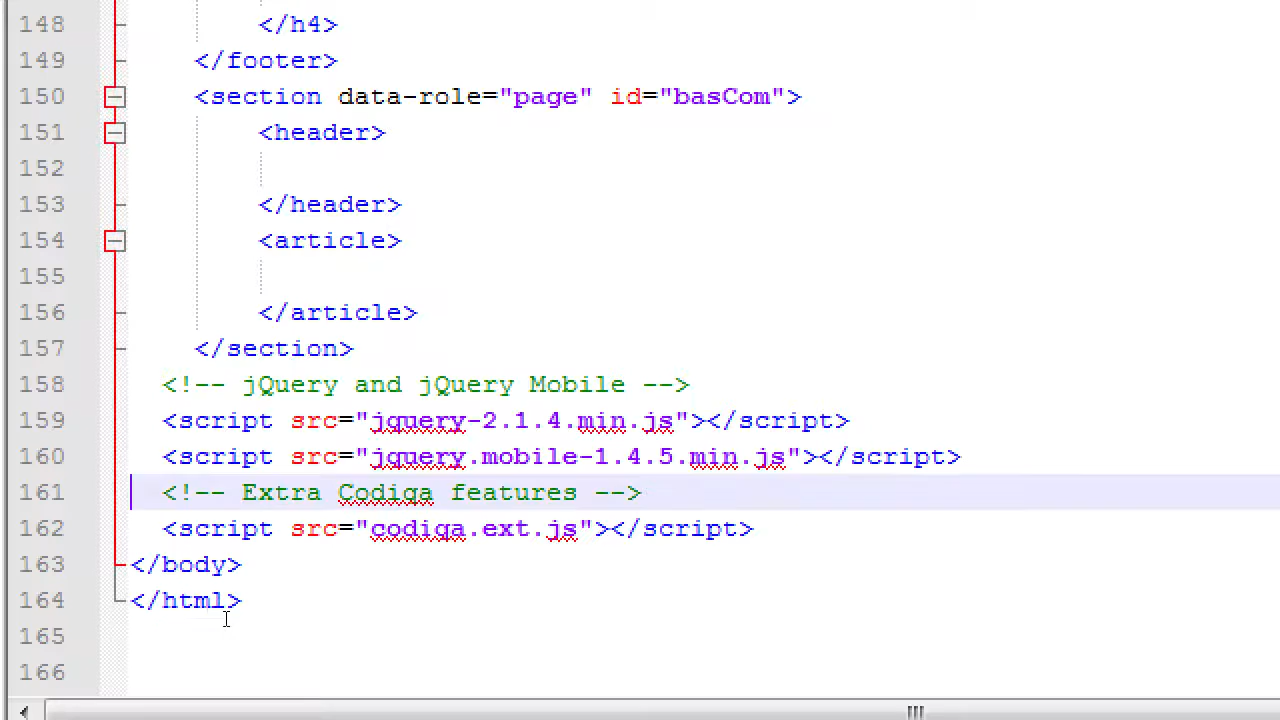 148 </h4>
149 </footer>
150 <section data-role="page" id="basCom">
151 <header>
152
153 </header>
154 <article>
155
156 </article>
157 </section>
158 <!-- jQuery and jQuery Mobile -->
159 <script src="jquery-2.1.4.min.js"></script>
160 <script src="jquery.mobile-1.4.5.min.js"></script>
161 <!-- Extra Codiqa features -->
162 <script src="codiqa.ext.js"></script>
163 </body>
164 </html>
165
166